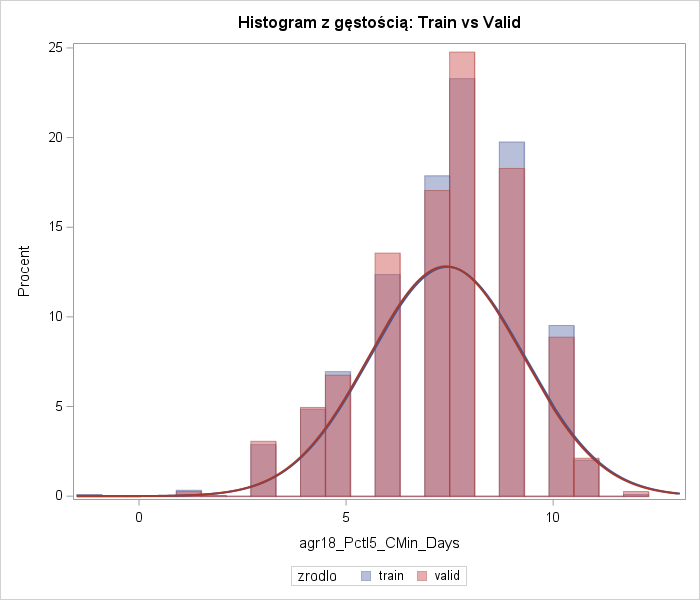 Histogram z gęstością: Train vs Valid
25
20
15
10
5
0
Procent
0 5 10
agr18_Pctl5_CMin_Days
zrodlo train valid